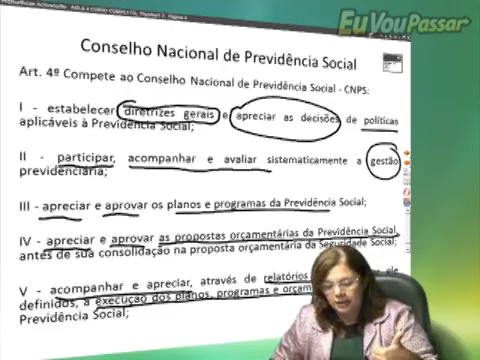 EuVouPassar
Conselho Nacional de Previdência Social
Art. 4º Compete ao Conselho Nacional de Previdência Social - CNPS:
I - estabelecer diretrizes gerais e apreciar as decisões de políticas
aplicáveis à Previdência Social;
II - participar, acompanhar e avaliar sistematicamente a gestão
previdenciária;
III - apreciar e aprovar os planos e programas da Previdência Social;
IV - apreciar e aprovar as propostas orçamentárias da Previdência Social,
antes de sua consolidação na proposta orçamentária da Seguridade Social;
V - acompanhar e apreciar, através de relatórios
definidos, a execução dos planos, programas e
Previdência Social;